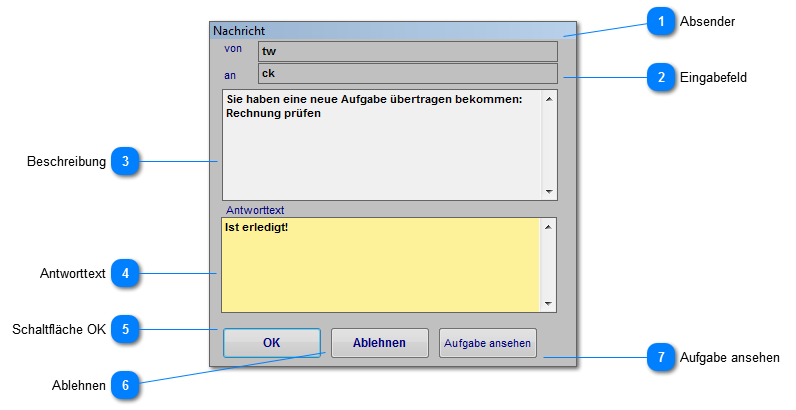 Nachricht
1 Absender
von tw
an ck
2 Eingabefeld
Sie haben eine neue Aufgabe übertragen bekommen:
Rechnung prüfen
Beschreibung 3
Antworttext
Ist erledigt!
Antworttext 4
Schaltfläche OK 5
OK Ablehnen Aufgabe ansehen
7 Aufgabe ansehen
Ablehnen 6